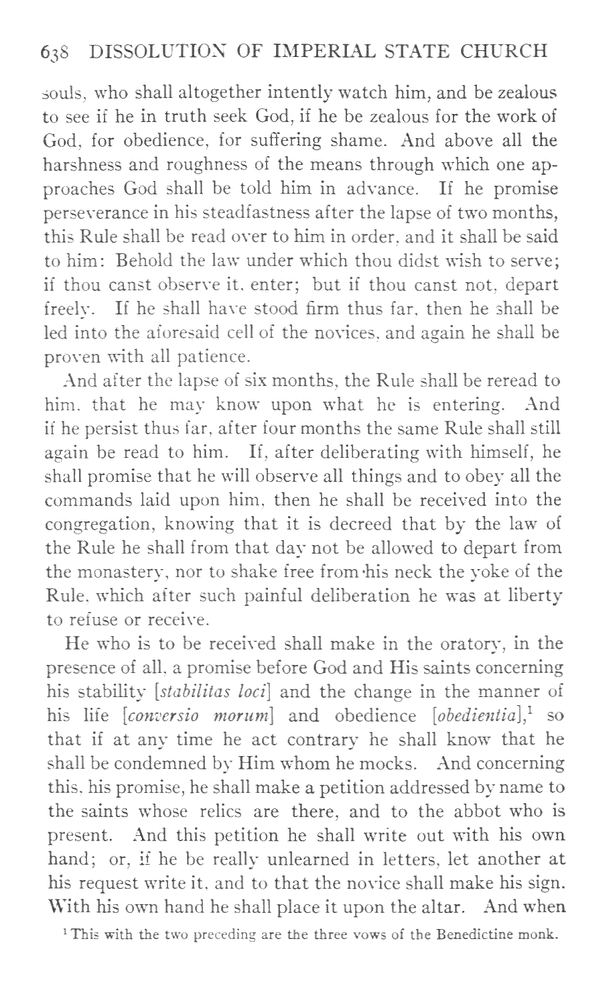 638 DISSOLUTION OF IMPERIAL STATE CHURCH
souls, who shall altogether intently watch him, and be zealous
to see if he in truth seek God, if he be zealous for the work of
God, for obedience, for suffering shame. And above all the
harshness and roughness of the means through which one ap-
proaches God shall be told him in advance. If he promise
perseverance in his steadfastness after the lapse of two months,
this Rule shall be read over to him in order, and it shall be said
to him: Behold the law under which thou didst wish to serve;
if thou canst observe it, enter; but if thou canst not, depart
freely. If he shall have stood firm thus far, then he shall be
led into the aforesaid cell of the novices, and again he shall be
proven with all patience.
And after the lapse of six months, the Rule shall be reread to
him, that he may know upon what he is entering. And
if he persist thus far, after four months the same Rule shall still
again be read to him. If, after deliberating with himself, he
shall promise that he will observe all things and to obey all the
commands laid upon him, then he shall be received into the
congregation, knowing that it is decreed that by the law of
the Rule he shall from that day not be allowed to depart from
the monastery, nor to shake free from his neck the yoke of the
Rule, which after such painful deliberation he was at liberty
to refuse or receive.
He who is to be received shall make in the oratory, in the
presence of all, a promise before God and His saints concerning
his stability [stabilitas loci] and the change in the manner of
his life [conversio morum] and obedience [obedientia],¹ so
that if at any time he act contrary he shall know that he
shall be condemned by Him whom he mocks. And concerning
this, his promise, he shall make a petition addressed by name to
the saints whose relics are there, and to the abbot who is
present. And this petition he shall write out with his own
hand; or, if he be really unlearned in letters, let another at
his request write it, and to that the novice shall make his sign.
With his own hand he shall place it upon the altar. And when
¹ This with the two preceding are the three vows of the Benedictine monk.